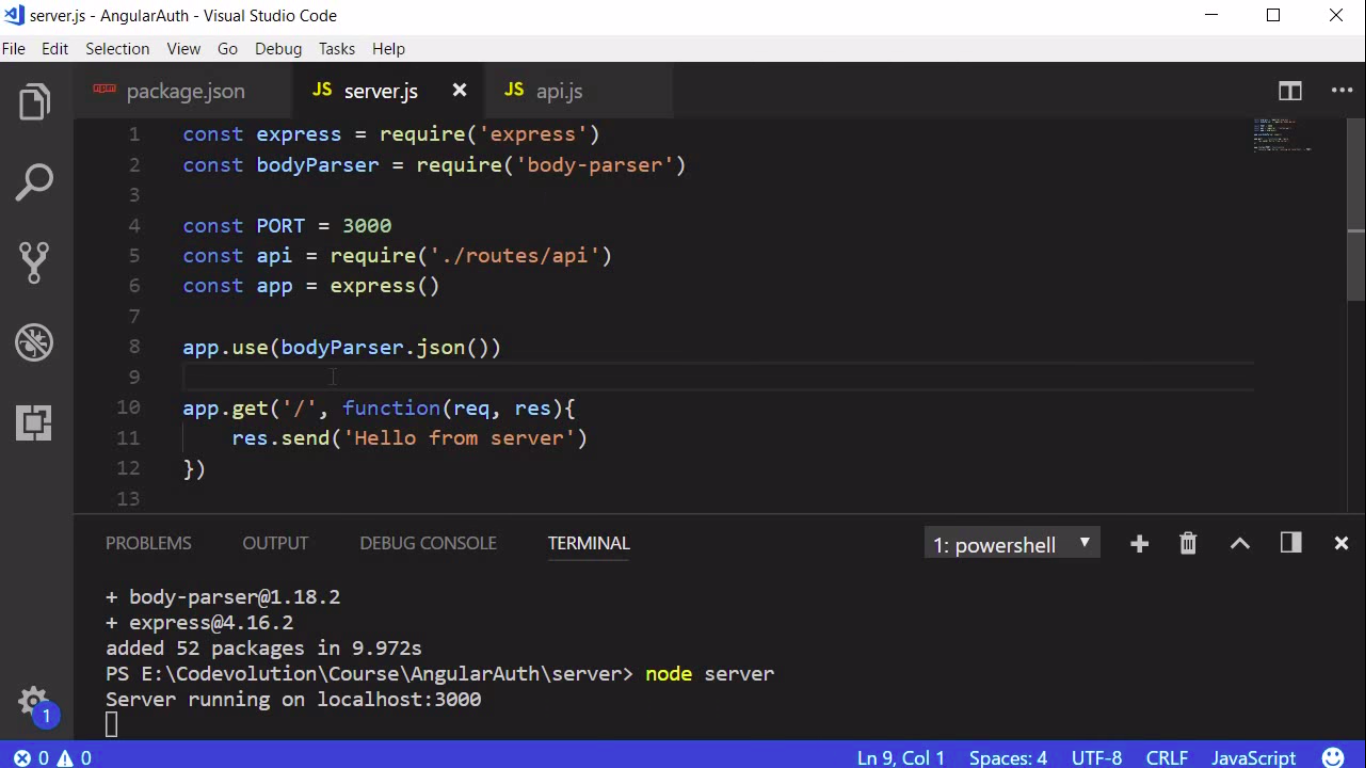 server.js - AngularAuth - Visual Studio Code
File Edit Selection View Go Debug Tasks Help
npm package.json JS server.js JS api.js
1 const express = require('express')
2 const bodyParser = require('body-parser')
3
4 const PORT = 3000
5 const api = require('./routes/api')
6 const app = express()
7
8 app.use(bodyParser.json())
9
10 app.get('/', function(req, res){
11     res.send('Hello from server')
12 })
13
PROBLEMS OUTPUT DEBUG CONSOLE TERMINAL 1: powershell
+ body-parser@1.18.2
+ express@4.16.2
added 52 packages in 9.972s
PS E:\Codevolution\Course\AngularAuth\server> node server
Server running on localhost:3000
1
0 0 Ln 9, Col 1 Spaces: 4 UTF-8 CRLF JavaScript